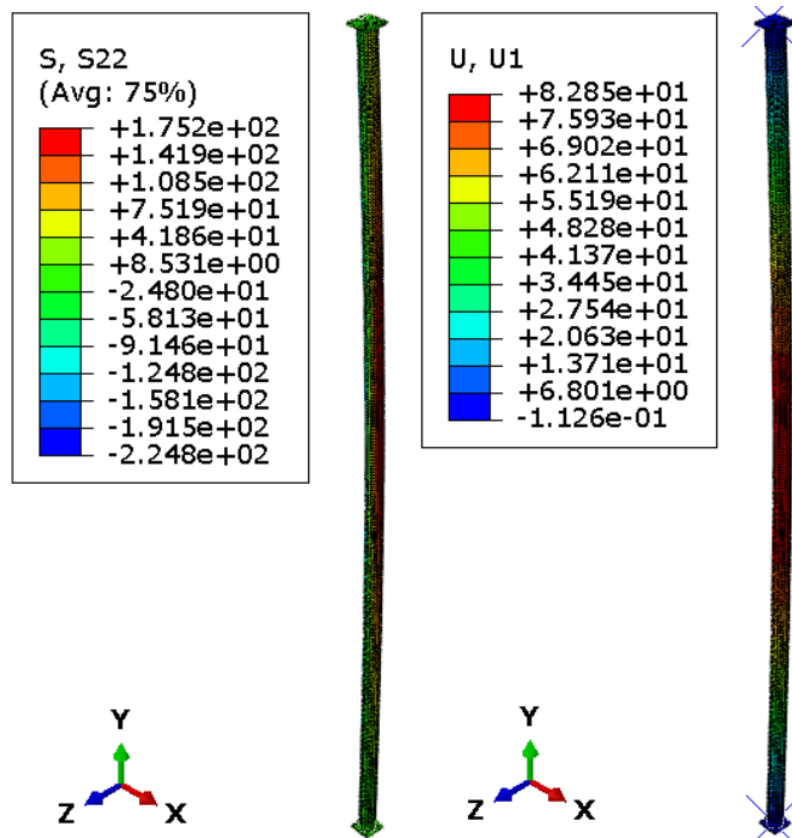 S, S22
(Avg: 75%)
+1.752e+02
+1.419e+02
+1.085e+02
+7.519e+01
+4.186e+01
+8.531e+00
-2.480e+01
-5.813e+01
-9.146e+01
-1.248e+02
-1.581e+02
-1.915e+02
-2.248e+02
U, U1
+8.285e+01
+7.593e+01
+6.902e+01
+6.211e+01
+5.519e+01
+4.828e+01
+4.137e+01
+3.445e+01
+2.754e+01
+2.063e+01
+1.371e+01
+6.801e+00
-1.126e-01
Y
Z X
Y
Z X